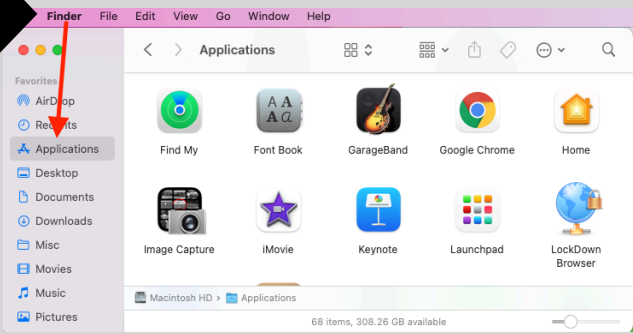 Finder File Edit View Go Window Help
Applications
Favorites
AirDrop
Recents
Applications
Desktop
Documents
Downloads
Misc
Movies
Music
Pictures
Find My Font Book GarageBand Google Chrome Home
Image Capture iMovie Keynote Launchpad LockDown
Browser
Macintosh HD › Applications
68 items, 308.26 GB available